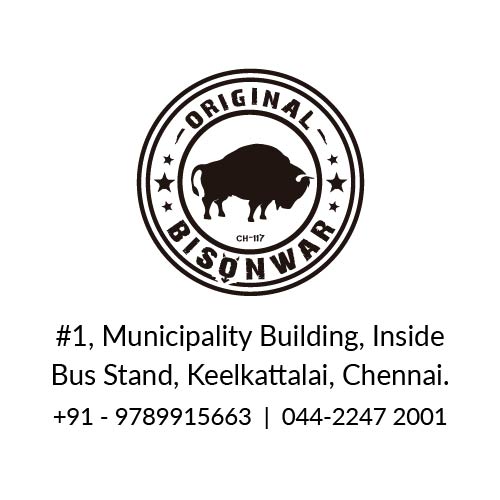 ORIGINAL
CH-117
BISONWAR
#1, Municipality Building, Inside
Bus Stand, Keelkattalai, Chennai.
+91 - 9789915663 | 044-2247 2001